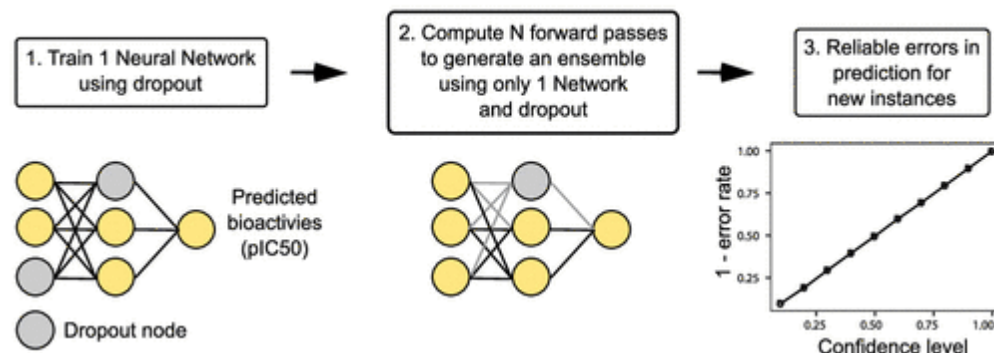 1. Train 1 Neural Network
using dropout
2. Compute N forward passes
to generate an ensemble
using only 1 Network
and dropout
3. Reliable errors in
prediction for
new instances
Predicted
bioactivies
(pIC50)
Dropout node
1 - error rate
1.00
0.75
0.50
0.25
0.25
0.50
0.75
1.00
Confidence level